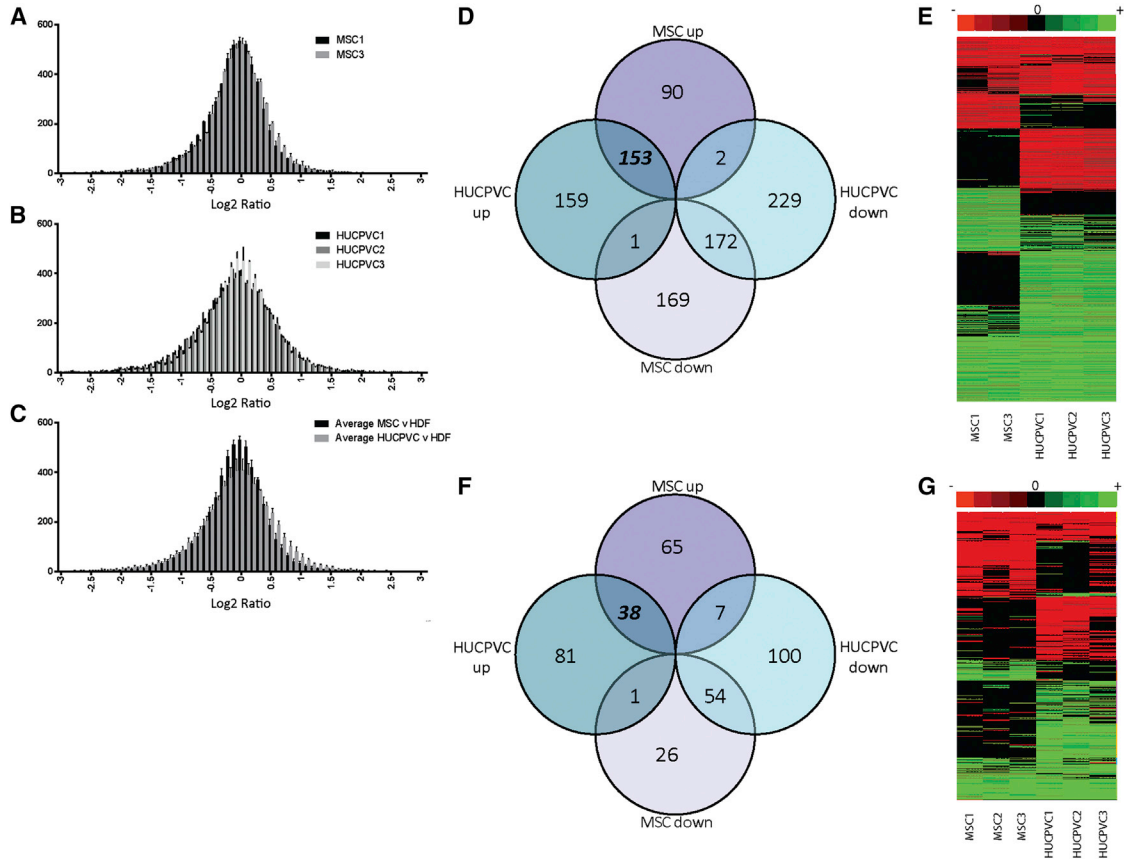 A
600
400
200
0
MSC1
MSC3
-3
-2.5
-2
-1.5
-1
-0.5
0
0.5
1
1.5
2
2.5
3
Log2 Ratio
B
600
400
200
0
HUCPVC1
HUCPVC2
HUCPVC3
-3
-2.5
-2
-1.5
-1
-0.5
0
0.5
1
1.5
2
2.5
3
Log2 Ratio
C
600
400
200
0
Average MSC v HDF
Average HUCPVC v HDF
-3
-2.5
-2
-1.5
-1
-0.5
0
0.5
1
1.5
2
2.5
3
Log2 Ratio
D
MSC up
90
153
2
HUCPVC
up
159
229
HUCPVC
down
1
172
169
MSC down
E
- 0 +
MSC1
MSC3
HUCPVC1
HUCPVC2
HUCPVC3
F
MSC up
65
38
7
HUCPVC
up
81
100
HUCPVC
down
1
54
26
MSC down
G
- 0 +
MSC1
MSC2
MSC3
HUCPVC1
HUCPVC2
HUCPVC3